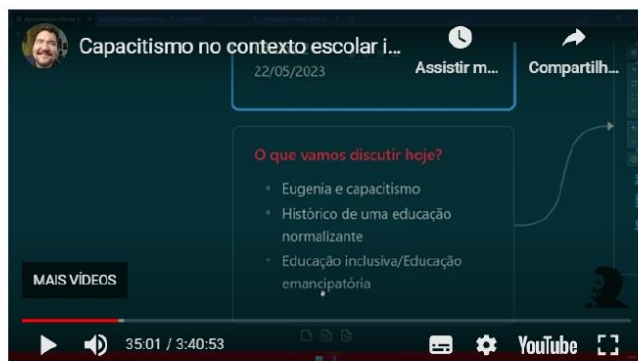 Capacitismo no contexto escolar i...
Assistir m...
Compartilh...
22/05/2023
O que vamos discutir hoje?
• Eugenia e capacitismo
• Histórico de uma educação
normalizante
• Educação inclusiva/Educação
emancipatória
MAIS VÍDEOS
35:01 / 3:40:53
YouTube